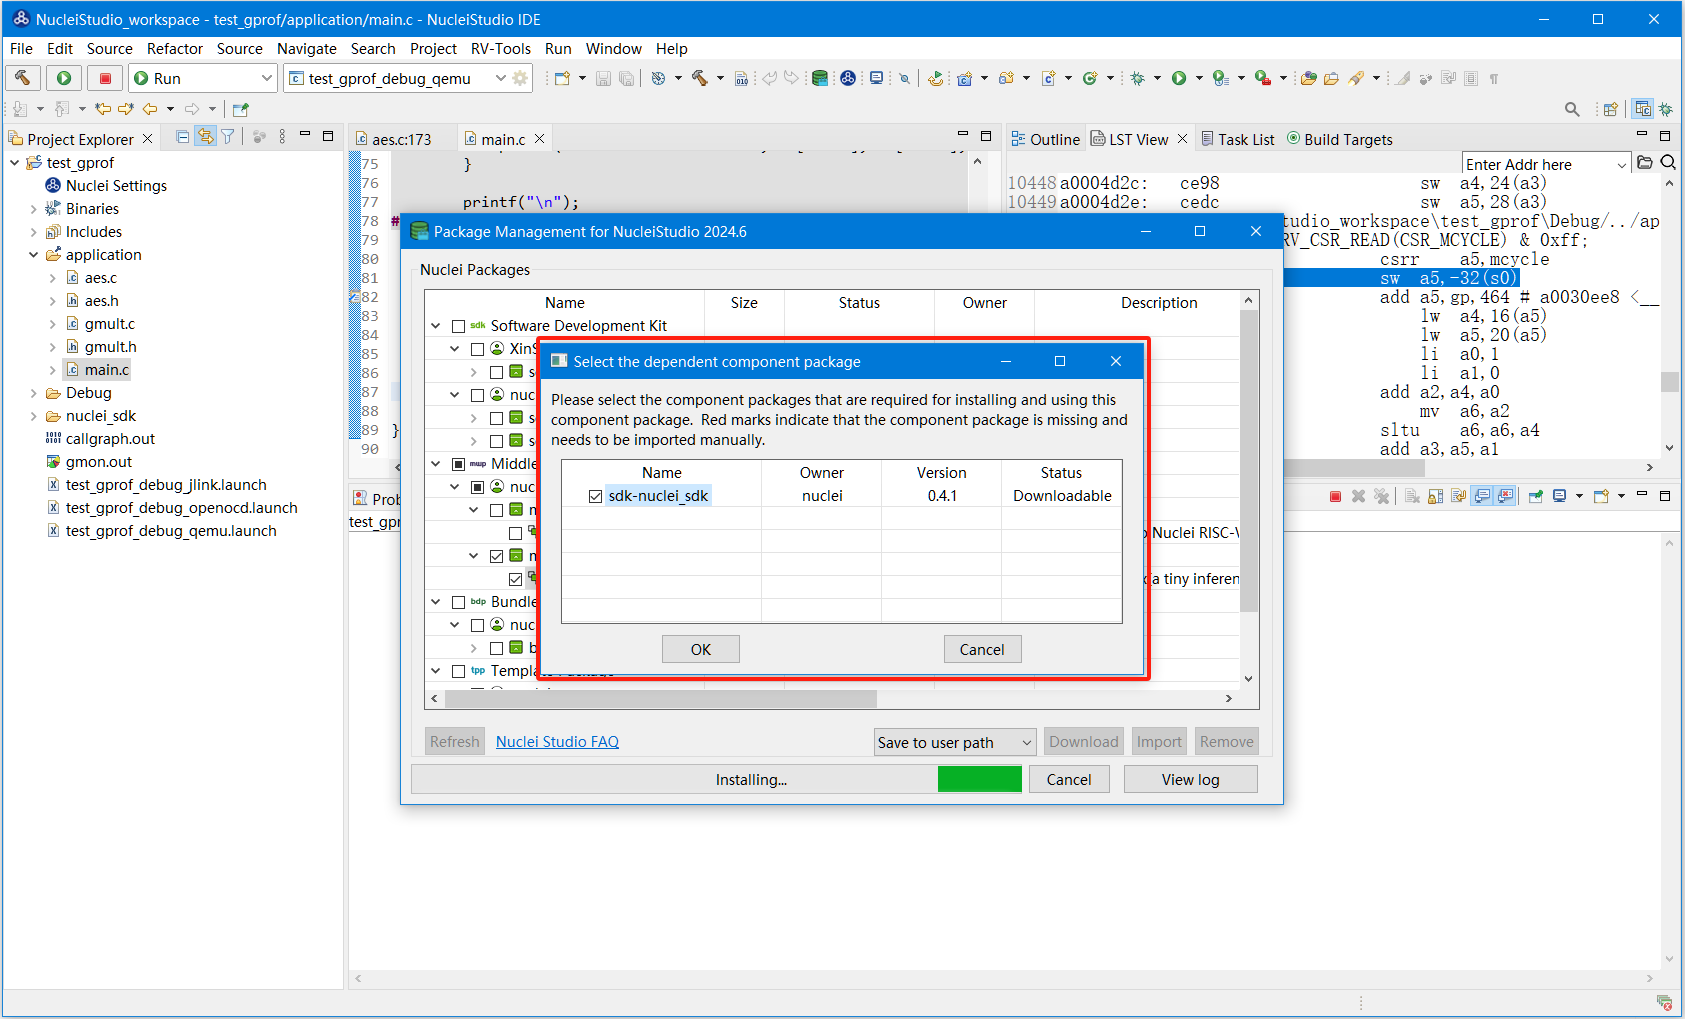 NucleiStudio_workspace - test_gprof/application/main.c - NucleiStudio IDE
File Edit Source Refactor Source Navigate Search Project RV-Tools Run Window Help
Run
test_gprof_debug_qemu
Project Explorer
test_gprof
Nuclei Settings
Binaries
Includes
application
aes.c
aes.h
gmult.c
gmult.h
main.c
Debug
nuclei_sdk
callgraph.out
gmon.out
test_gprof_debug_jlink.launch
test_gprof_debug_openocd.launch
test_gprof_debug_qemu.launch
aes.c:173
main.c
75 }
76
77 printf("\n");
78 #
79
80
81
82
83
84
85
86
87
88
89 }
90
Outline LST View Task List Build Targets
Enter Addr here
10448 a0004d2c: ce98 sw a4,24(a3)
10449 a0004d2e: cedc sw a5,28(a3)
tudio_workspace\test_gprof\Debug/../ap
RV_CSR_READ(CSR_MCYCLE) & 0xff;
csrr a5,mcycle
sw a5,-32(s0)
add a5,gp,464 # a0030ee8 <__
lw a4,16(a5)
lw a5,20(a5)
li a0,1
li a1,0
add a2,a4,a0
mv a6,a2
sltu a6,a6,a4
add a3,a5,a1
Prob
test_gpr
Package Management for NucleiStudio 2024.6
Nuclei Packages
Name Size Status Owner Description
sdk Software Development Kit
XinS
s
nuc
s
s
mwp Middle
nuc
m
o Nuclei RISC-V
m
a tiny inferen
bdp Bundle
nuc
b
tpp Template Package
Refresh
Nuclei Studio FAQ
Save to user path
Download
Import
Remove
Installing...
Cancel
View log
Select the dependent component package
Please select the component packages that are required for installing and using this
component package. Red marks indicate that the component package is missing and
needs to be imported manually.
Name Owner Version Status
sdk-nuclei_sdk nuclei 0.4.1 Downloadable
OK
Cancel